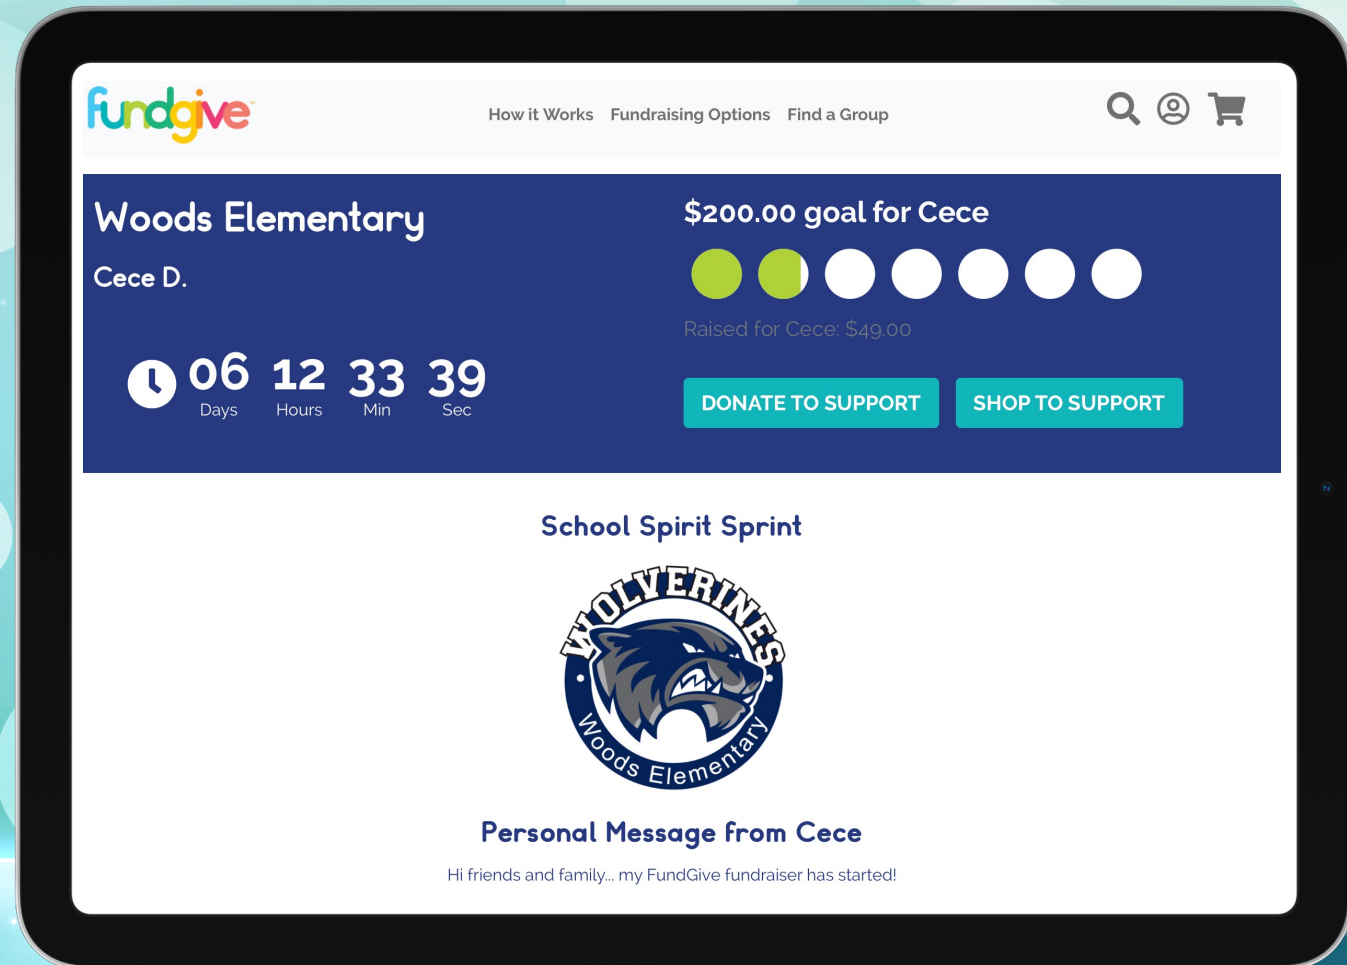 fundgive™
How it Works Fundraising Options Find a Group
Woods Elementary
Cece D.
06 12 33 39
Days Hours Min Sec
$200.00 goal for Cece
Raised for Cece: $49.00
DONATE TO SUPPORT SHOP TO SUPPORT
School Spirit Sprint
WOLVERINES
Woods Elementary
Personal Message from Cece
Hi friends and family... my FundGive fundraiser has started!